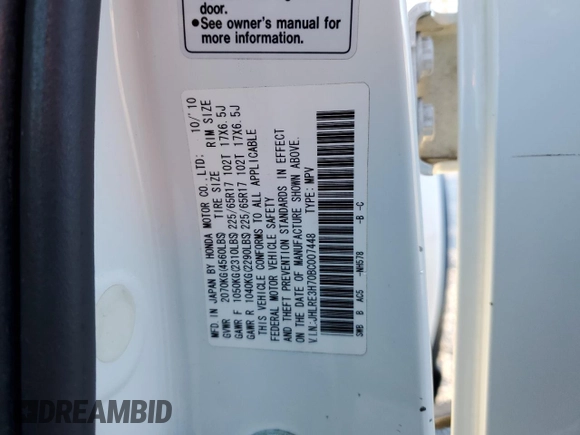 door.
•See owner's manual for
more information.
MFD IN JAPAN BY HONDA MOTOR CO., LTD: 10/'10
TIRE SIZE RIM SIZE
GVWR 2070KG(4560LBS)
GAWR F 1050KG(2310LBS) 225/65R17 102T 17X6.5J
GAWR R 1040KG(2290LBS) 225/65R17 102T 17X6.5J
THIS VEHICLE CONFORMS TO ALL APPLICABLE
FEDERAL MOTOR VEHICLE SAFETY
AND THEFT PREVENTION STANDARDS IN EFFECT
ON THE DATE OF MANUFACTURE SHOWN ABOVE.
V.I.N:JHLRE3H70BC007448 TYPE: MPV
SWB B A05 -NH578 -B -C
DREAMBID